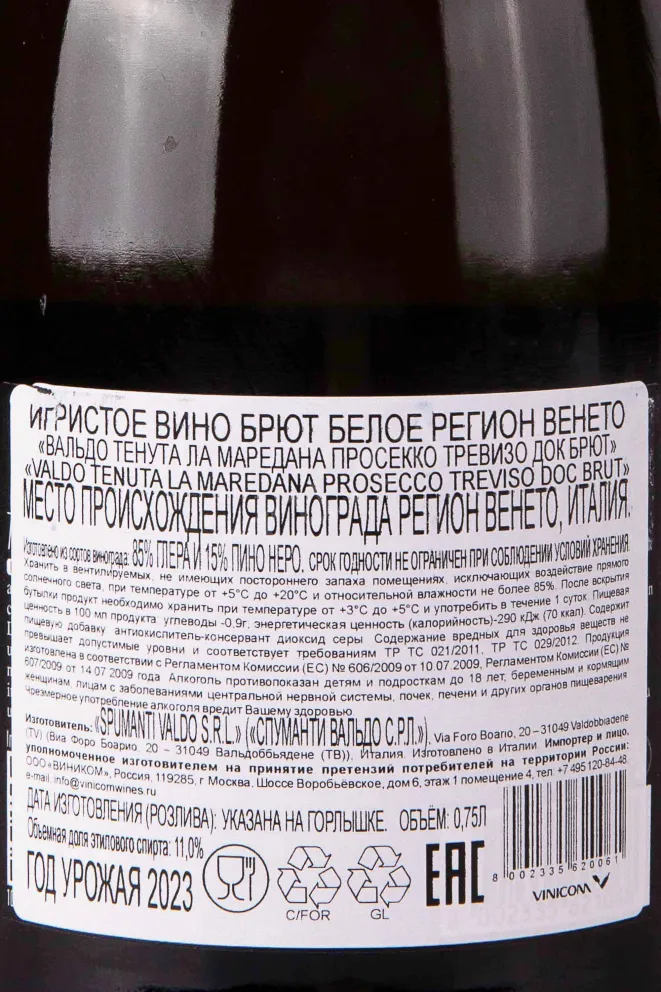 ИГРИСТОЕ ВИНО БРЮТ БЕЛОЕ РЕГИОН ВЕНЕТО
«ВАЛЬДО ТЕНУТА ЛА МАРЕДАНА ПРОСЕККО ТРЕВИЗО ДОК БРЮТ»
«VALDO TENUTA LA MAREDANA PROSECCO TREVISO DOC BRUT»
МЕСТО ПРОИСХОЖДЕНИЯ ВИНОГРАДА РЕГИОН ВЕНЕТО, ИТАЛИЯ.
Изготовлено из сортов винограда: 85% ГЛЕРА И 15% ПИНО НЕРО. СРОК ГОДНОСТИ НЕ ОГРАНИЧЕН ПРИ СОБЛЮДЕНИИ УСЛОВИЙ ХРАНЕНИЯ.
Хранить в вентилируемых, не имеющих постороннего запаха помещениях, исключающих воздействие прямого
солнечного света, при температуре от +5°С до +20°С и относительной влажности не более 85%. После вскрытия
бутылки продукт необходимо хранить при температуре от +3°С до +5°С и употребить в течение 1 суток. Пищевая
ценность в 100 мл продукта углеводы -0,9г, энергетическая ценность (калорийность)-290 кДж (70 ккал). Содержит
пищевую добавку антиокислитель-консервант диоксид серы Содержание вредных для здоровья веществ не
превышает допустимые уровни и соответствует требованиям ТР ТС 021/2011, ТР ТС 029/2012. Продукция
изготовлена в соответствии с Регламентом Комиссии (ЕС) № 606/2009 от 10.07.2009, Регламентом Комиссии (ЕС) №
607/2009 от 14.07.2009 года Алкоголь противопоказан детям и подросткам до 18 лет, беременным и кормящим
женщинам, лицам с заболеваниями центральной нервной системы, почек, печени и других органов пищеварения
Чрезмерное употребление алкоголя вредит Вашему здоровью
Изготовитель: «SPUMANTI VALDO S.R.L.» («СПУМАНТИ ВАЛЬДО С.Р.Л.»), Via Foro Boario, 20 – 31049 Valdobbiadene
(TV) (Виа Форо Боарио 20 – 31049 Вальдоббьядене (ТВ)), Италия. Изготовлено в Италии Импортер и лицо,
уполномоченное изготовителем на принятие претензий потребителей на территории России:
ООО «ВИНИКОМ», Россия, 119285, г Москва, Шоссе Воробьёвское, дом 6, этаж 1 помещение 4, тел. +7 495 120-84-48.
e-mail. info@vinicomwines.ru
ДАТА ИЗГОТОВЛЕНИЯ (РОЗЛИВА): УКАЗАНА НА ГОРЛЫШКЕ. ОБЪЁМ: 0,75Л
Объемная доля этилового спирта: 11,0%
ГОД УРОЖАЯ 2023
C/FOR
GL
EAC
8 002335 620061
VINICOM